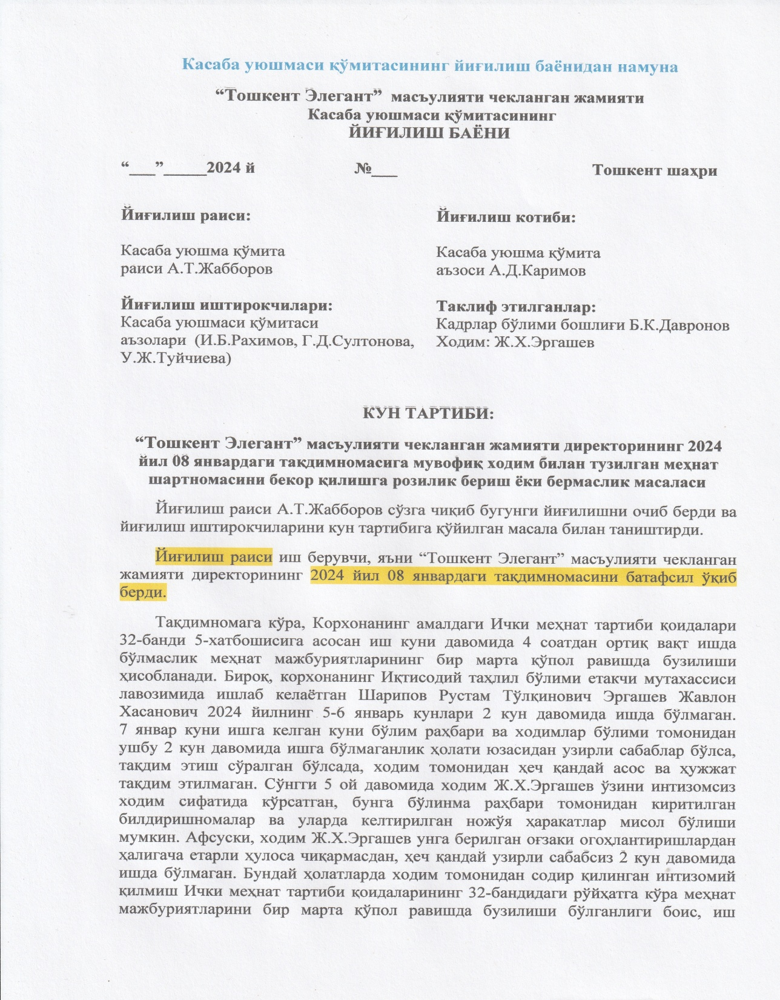 Касаба уюшмаси қўмитасининг йиғилиш баёнидан намуна
“Тошкент Элегант” масъулияти чекланган жамияти
Касаба уюшмаси қўмитасининг
ЙИҒИЛИШ БАЁНИ
“___”_____2024 й №___ Тошкент шаҳри
Йиғилиш раиси: Йиғилиш котиби:
Касаба уюшма қўмита Касаба уюшма қўмита
раиси А.Т.Жабборов аъзоси А.Д.Каримов
Йиғилиш иштирокчилари: Таклиф этилганлар:
Касаба уюшмаси қўмитаси Кадрлар бўлими бошлиғи Б.К.Давронов
аъзолари (И.Б.Рахимов, Г.Д.Султонова, Ходим: Ж.Х.Эргашев
У.Ж.Туйчиева)
КУН ТАРТИБИ:
“Тошкент Элегант” масъулияти чекланган жамияти директорининг 2024
йил 08 январдаги тақдимномасига мувофиқ ходим билан тузилган меҳнат
шартномасини бекор қилишга розилик бериш ёки бермаслик масаласи
Йиғилиш раиси А.Т.Жабборов сўзга чиқиб бугунги йиғилишни очиб берди ва
йиғилиш иштирокчиларини кун тартибига қўйилган масала билан таништирди.
Йиғилиш раиси иш берувчи, яъни “Тошкент Элегант” масъулияти чекланган
жамияти директорининг 2024 йил 08 январдаги тақдимномасини батафсил ўқиб
берди.
Тақдимномага кўра, Корхонанинг амалдаги Ички меҳнат тартиби қоидалари
32-банди 5-хатбошисига асосан иш куни давомида 4 соатдан ортиқ вақт ишда
бўлмаслик меҳнат мажбуриятларининг бир марта қўпол равишда бузилиши
ҳисобланади. Бироқ, корхонанинг Иқтисодий таҳлил бўлими етакчи мутахассиси
лавозимида ишлаб келаётган Шарипов Рустам Тўлқинович Эргашев Жавлон
Хасанович 2024 йилнинг 5-6 январь кунлари 2 кун давомида ишда бўлмаган.
7 январ куни ишга келган куни бўлим раҳбари ва ходимлар бўлими томонидан
ушбу 2 кун давомида ишга бўлмаганлик ҳолати юзасидан узирли сабаблар бўлса,
тақдим этиш сўралган бўлсада, ходим томонидан ҳеч қандай асос ва ҳужжат
тақдим этилмаган. Сўнгги 5 ой давомида ходим Ж.Х.Эргашев ўзини интизомсиз
ходим сифатида кўрсатган, бунга бўлинма раҳбари томонидан киритилган
билдиришномалар ва уларда келтирилган ножўя ҳаракатлар мисол бўлиши
мумкин. Афсуски, ходим Ж.Х.Эргашев унга берилган оғзаки огоҳлантиришлардан
ҳалигача етарли ҳулоса чиқармасдан, ҳеч қандай узирли сабабсиз 2 кун давомида
ишда бўлмаган. Бундай ҳолатларда ходим томонидан содир қилинган интизомий
қилмиш Ички меҳнат тартиби қоидаларининг 32-бандидаги рўйҳатга кўра меҳнат
мажбуриятларини бир марта қўпол равишда бузилиши бўлганлиги боис, иш